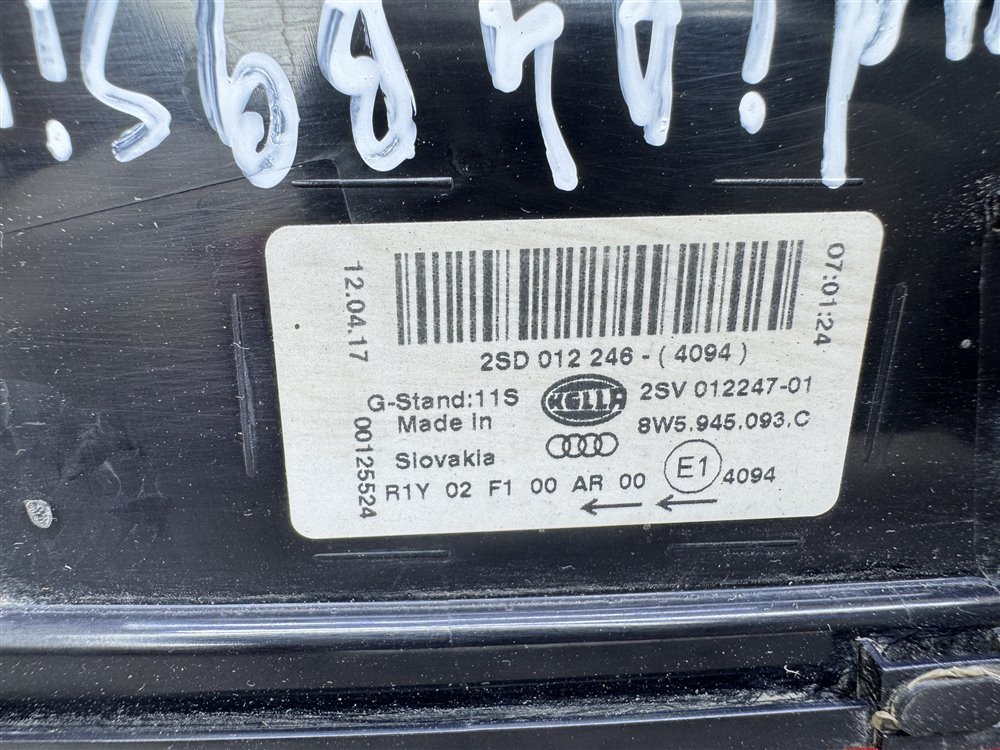 2SD 012 246-(4094)
12.04.17
07:01:24
G-Stand:11S
HELLA
2SV 012247-01
Made in
8W5.945.093.C
Slovakia
00125524
R1Y 02 F1 00 AR 00
E1
4094